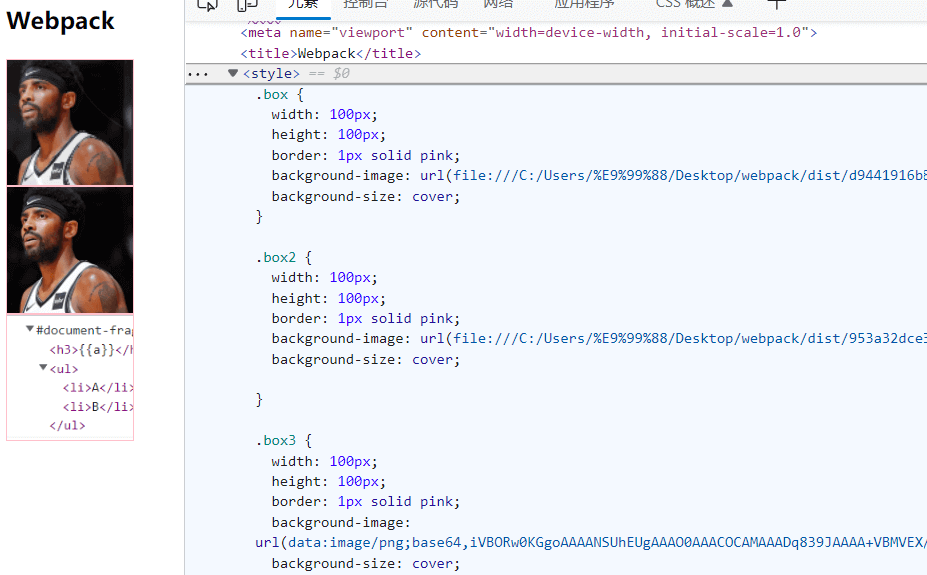 Webpack
#document-frag
<h3>{{a}}</h
<ul>
<li>A</li>
<li>B</li>
</ul>
元素 控制台 源代码 网络 应用程序 CSS 概述
<meta name="viewport" content="width=device-width, initial-scale=1.0">
<title>Webpack</title>
··· <style> == $0
.box {
width: 100px;
height: 100px;
border: 1px solid pink;
background-image: url(file:///C:/Users/%E9%99%88/Desktop/webpack/dist/d9441916b8
background-size: cover;
}
.box2 {
width: 100px;
height: 100px;
border: 1px solid pink;
background-image: url(file:///C:/Users/%E9%99%88/Desktop/webpack/dist/953a32dce3
background-size: cover;
}
.box3 {
width: 100px;
height: 100px;
border: 1px solid pink;
background-image:
url(data:image/png;base64,iVBORw0KGgoAAAANSUhEUgAAAO0AAACOCAMAAADq839JAAAA+VBMVEX/
background-size: cover;